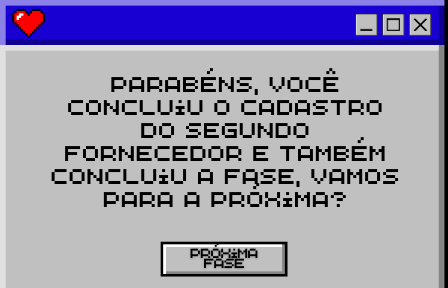 PARABÉNS, VOCÊ
CONCLUiU O CADASTRO
DO SEGUNDO
FORNECEDOR E TAMBÉM
CONCLUiU A FASE, VAMOS
PARA A PRÓXiMA?
PRÓXiMA
FASE